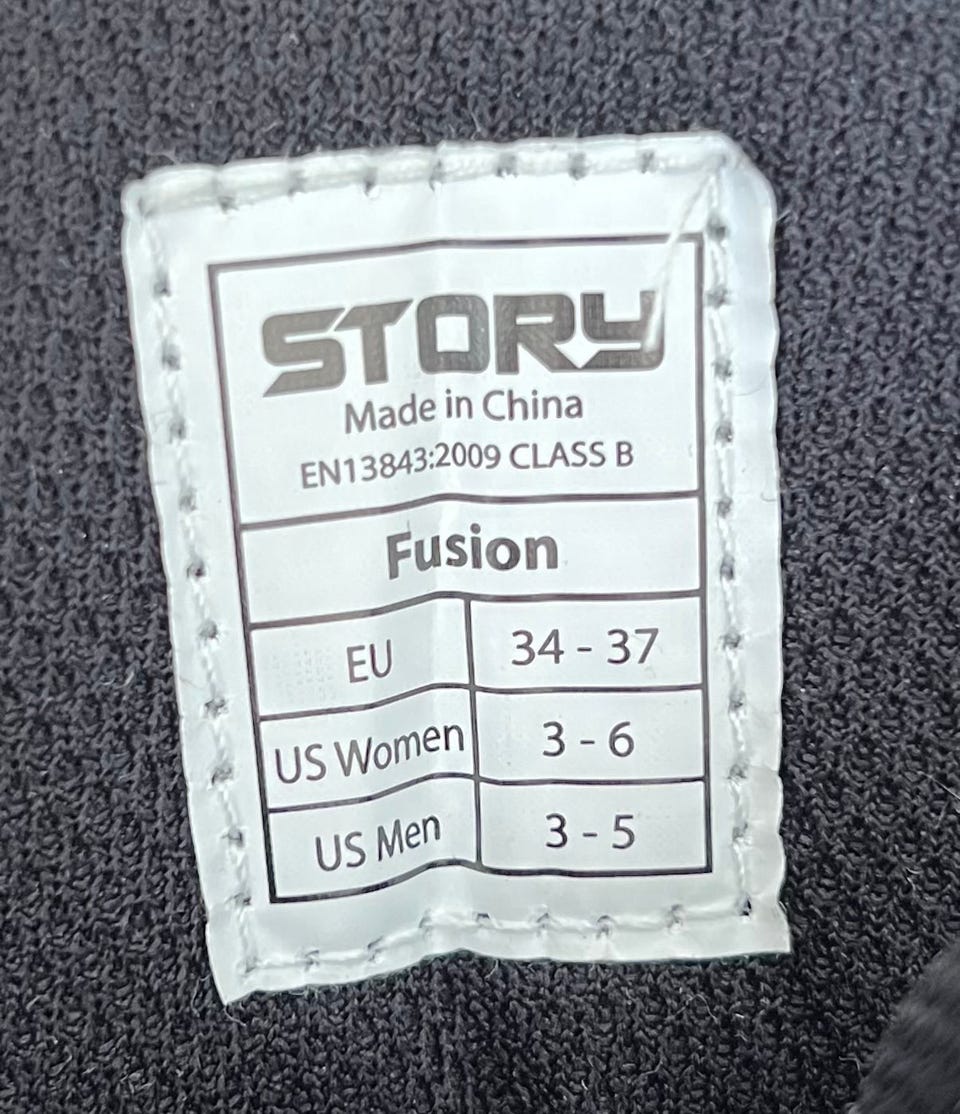 STORY
Made in China
EN13843:2009 CLASS B
Fusion
EU 34 - 37
US Women 3 - 6
US Men 3 - 5